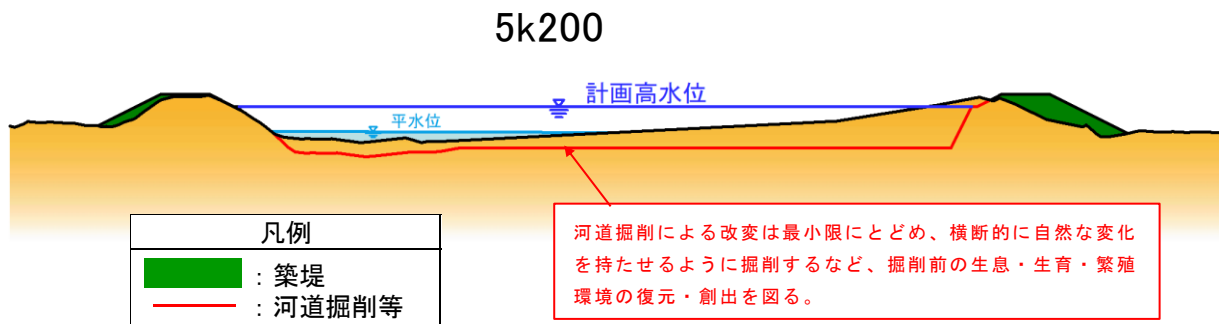 5k200
計画高水位
平水位
凡例
：築堤
：河道掘削等
河道掘削による改変は最小限にとどめ、横断的に自然な変化
を持たせるように掘削するなど、掘削前の生息・生育・繁殖
環境の復元・創出を図る。